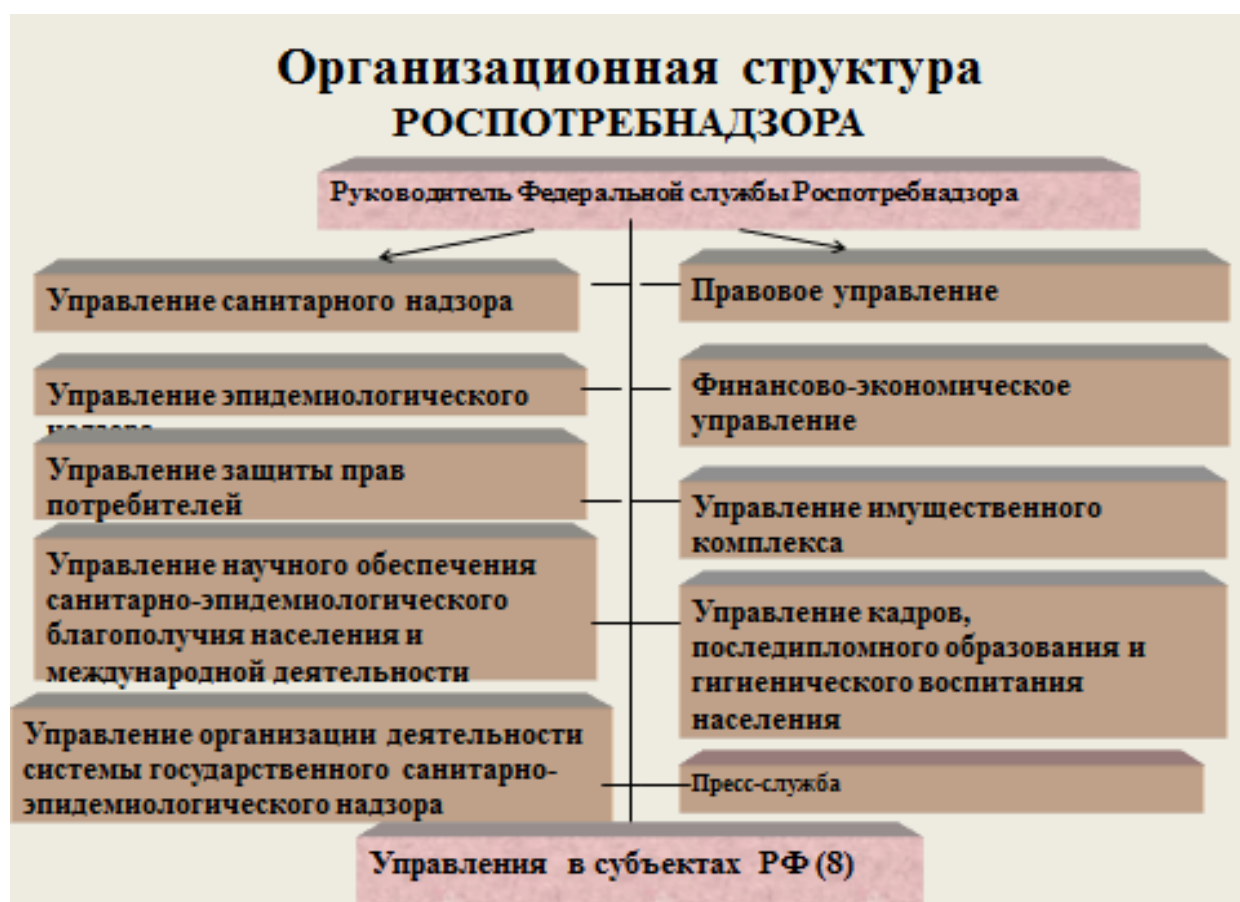 Организационная структура
РОСПОТРЕБНАДЗОРА
Руководитель Федеральной службы Роспотребнадзора
Управление санитарного надзора
Управление эпидемиологического
надзора
Управление защиты прав
потребителей
Управление научного обеспечения
санитарно-эпидемиологического
благополучия населения и
международной деятельности
Управление организации деятельности
системы государственного санитарно-
эпидемиологического надзора
Правовое управление
Финансово-экономическое
управление
Управление имущественного
комплекса
Управление кадров,
последипломного образования и
гигиенического воспитания
населения
Пресс-служба
Управления в субъектах РФ (8)